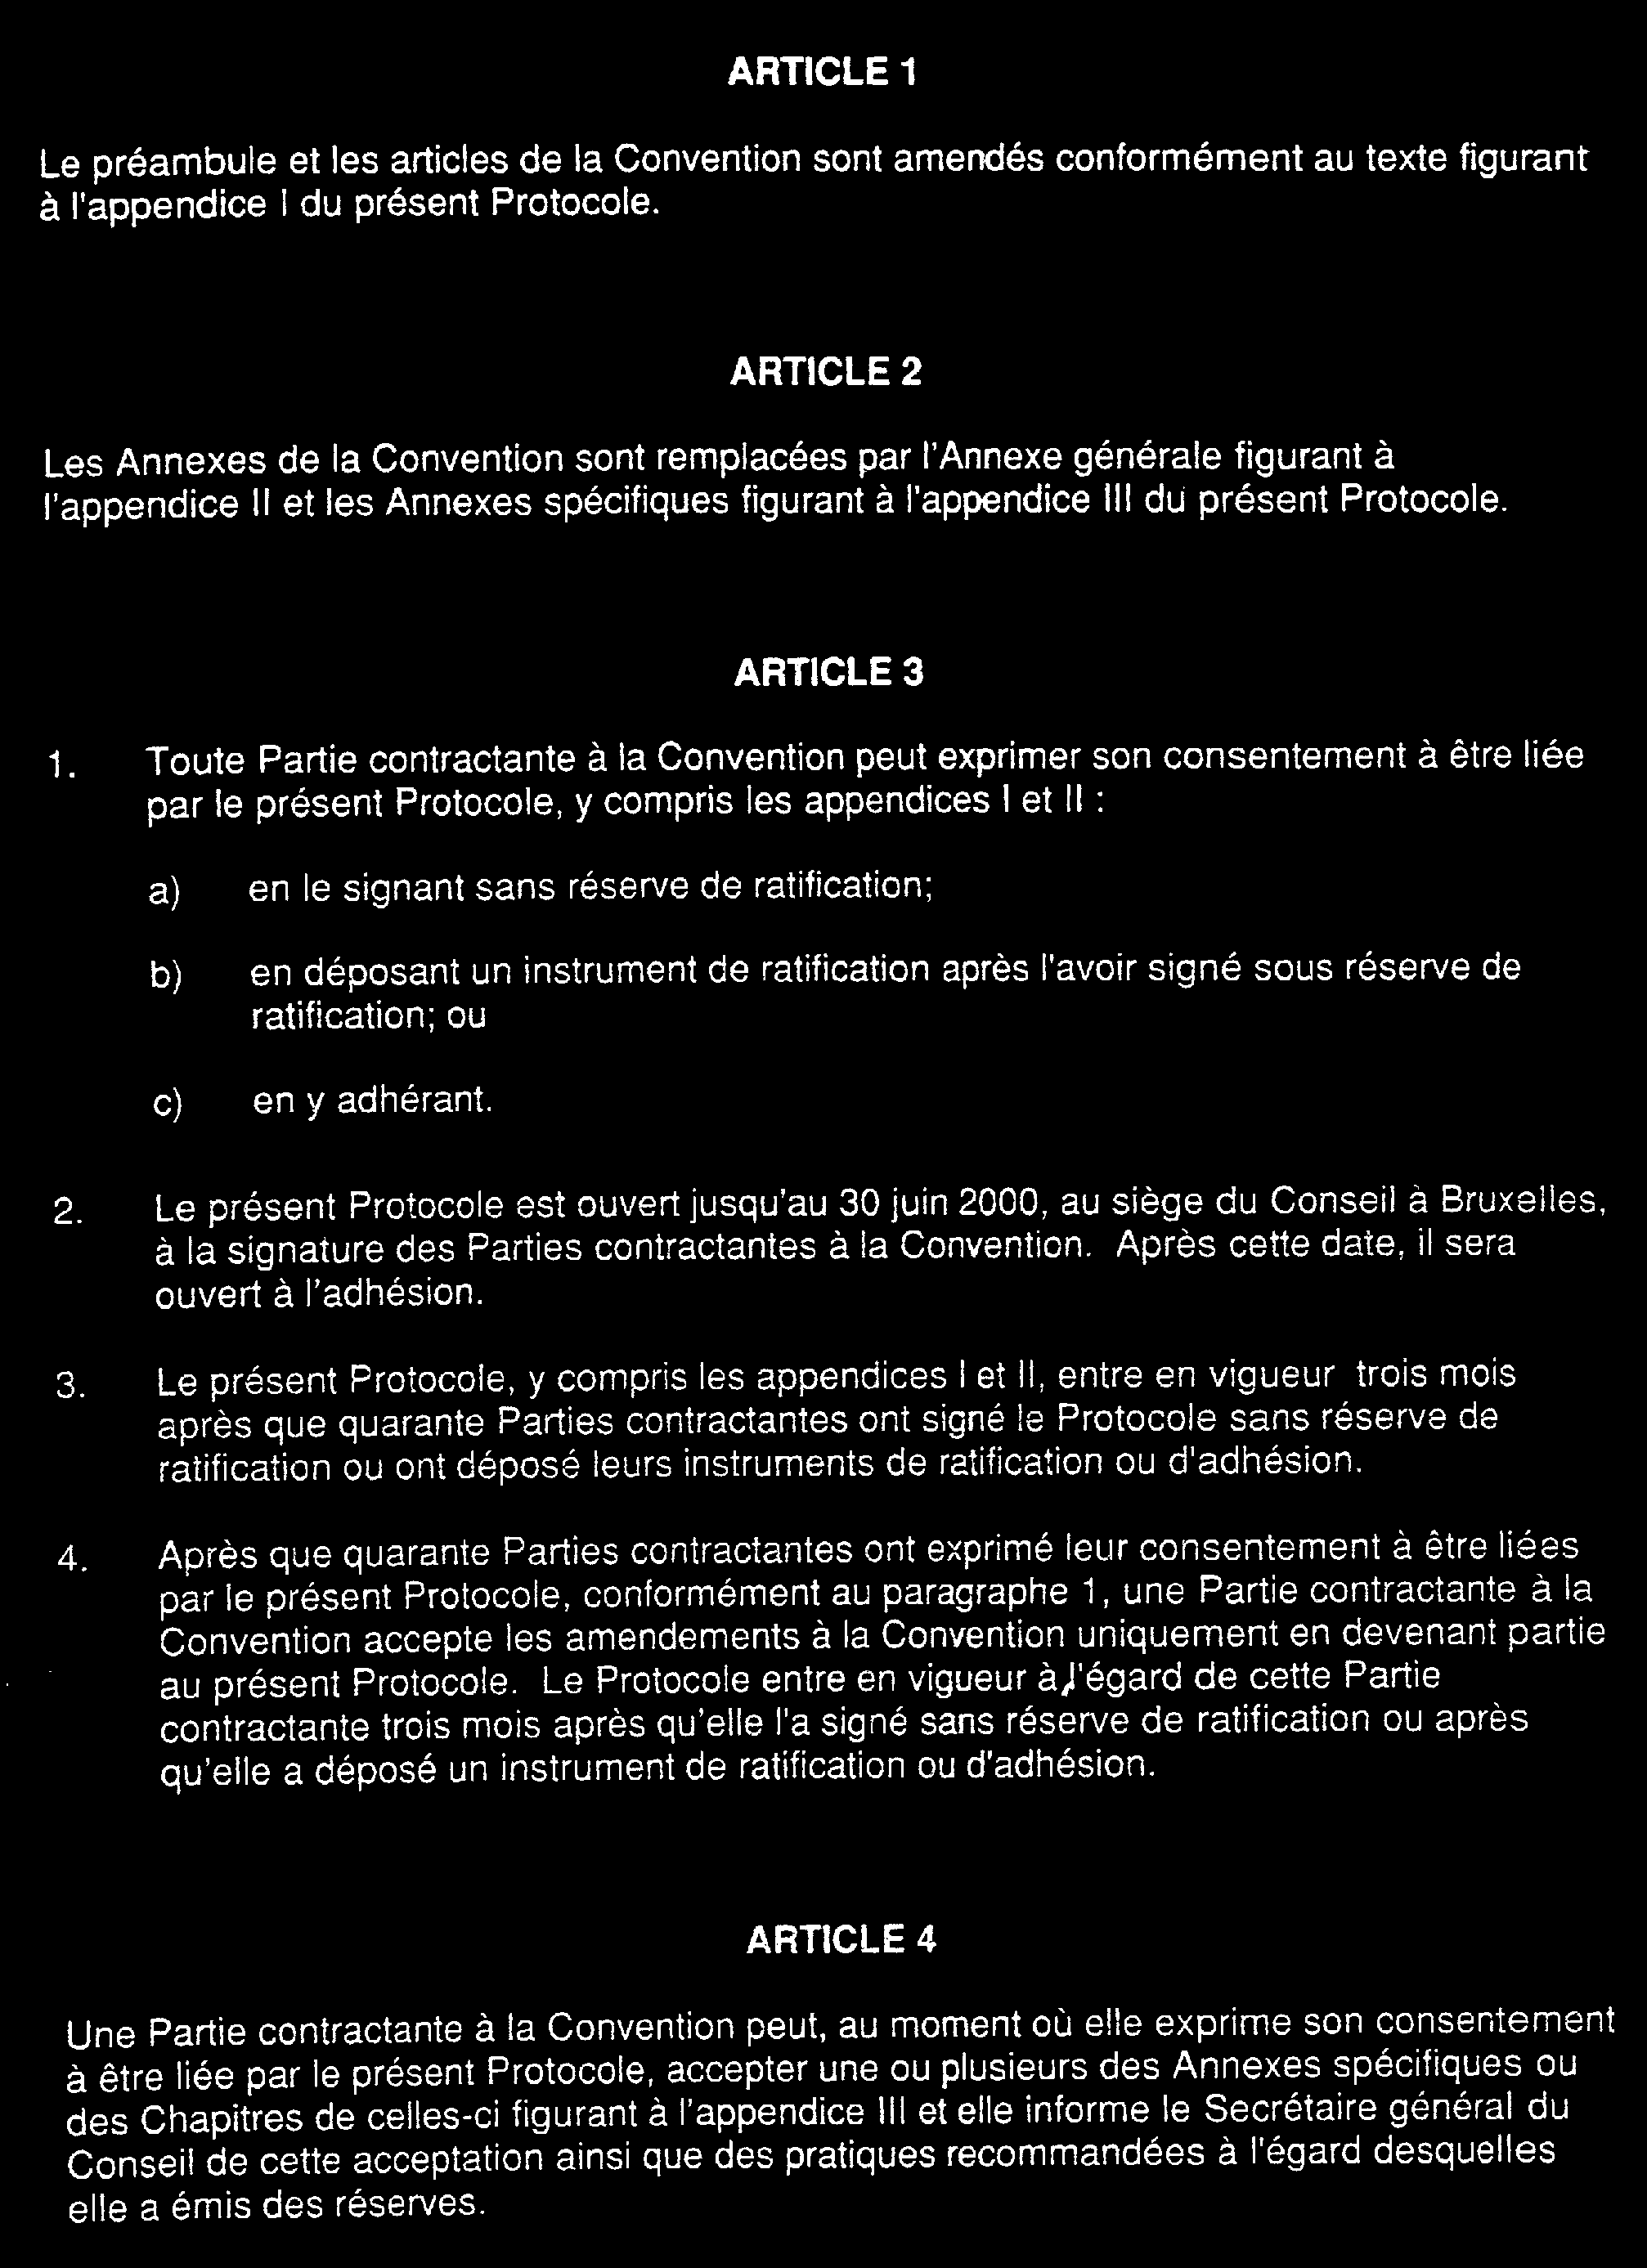 ARTICLE 1
Le préambule et les articles de la Convention sont amendés conformément au texte figurant
à l'appendice I du présent Protocole.
ARTICLE 2
Les Annexes de la Convention sont remplacées par l'Annexe générale figurant à
l'appendice II et les Annexes spécifiques figurant à l'appendice III du présent Protocole.
ARTICLE 3
1. Toute Partie contractante à la Convention peut exprimer son consentement à être liée
par le présent Protocole, y compris les appendices I et II :
a) en le signant sans réserve de ratification;
b) en déposant un instrument de ratification après l'avoir signé sous réserve de
ratification; ou
c) en y adhérant.
2. Le présent Protocole est ouvert jusqu'au 30 juin 2000, au siège du Conseil à Bruxelles,
à la signature des Parties contractantes à la Convention. Après cette date, il sera
ouvert à l'adhésion.
3. Le présent Protocole, y compris les appendices I et II, entre en vigueur trois mois
après que quarante Parties contractantes ont signé le Protocole sans réserve de
ratification ou ont déposé leurs instruments de ratification ou d'adhésion.
4. Après que quarante Parties contractantes ont exprimé leur consentement à être liées
par le présent Protocole, conformément au paragraphe 1, une Partie contractante à la
Convention accepte les amendements à la Convention uniquement en devenant partie
au présent Protocole. Le Protocole entre en vigueur à l'égard de cette Partie
contractante trois mois après qu'elle l'a signé sans réserve de ratification ou après
qu'elle a déposé un instrument de ratification ou d'adhésion.
ARTICLE 4
Une Partie contractante à la Convention peut, au moment où elle exprime son consentement
à être liée par le présent Protocole, accepter une ou plusieurs des Annexes spécifiques ou
des Chapitres de celles-ci figurant à l'appendice III et elle informe le Secrétaire général du
Conseil de cette acceptation ainsi que des pratiques recommandées à l'égard desquelles
elle a émis des réserves.